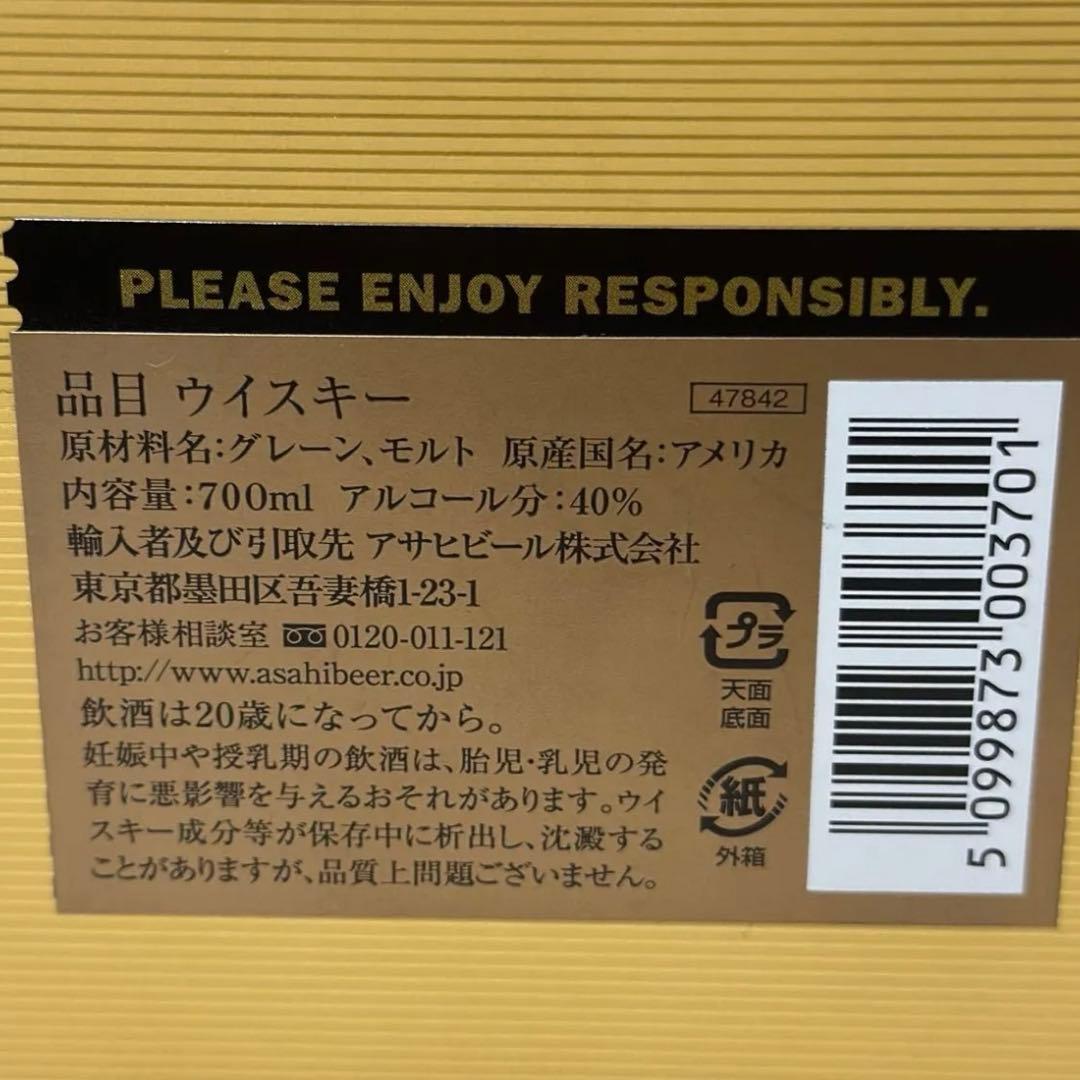 PLEASE ENJOY RESPONSIBLY.
品目 ウイスキー
47842
原材料名:グレーン、モルト 原産国名:アメリカ
内容量:700ml アルコール分:40%
輸入者及び引取先 アサヒビール株式会社
東京都墨田区吾妻橋1-23-1
お客様相談室 0120-011-121
http://www.asahibeer.co.jp
飲酒は20歳になってから。
妊娠中や授乳期の飲酒は、胎児・乳児の発
育に悪影響を与えるおそれがあります。ウイ
スキー成分等が保存中に析出し、沈澱する
ことがありますが、品質上問題ございません。
プラ
天面
底面
紙
外箱
5 099873 003701